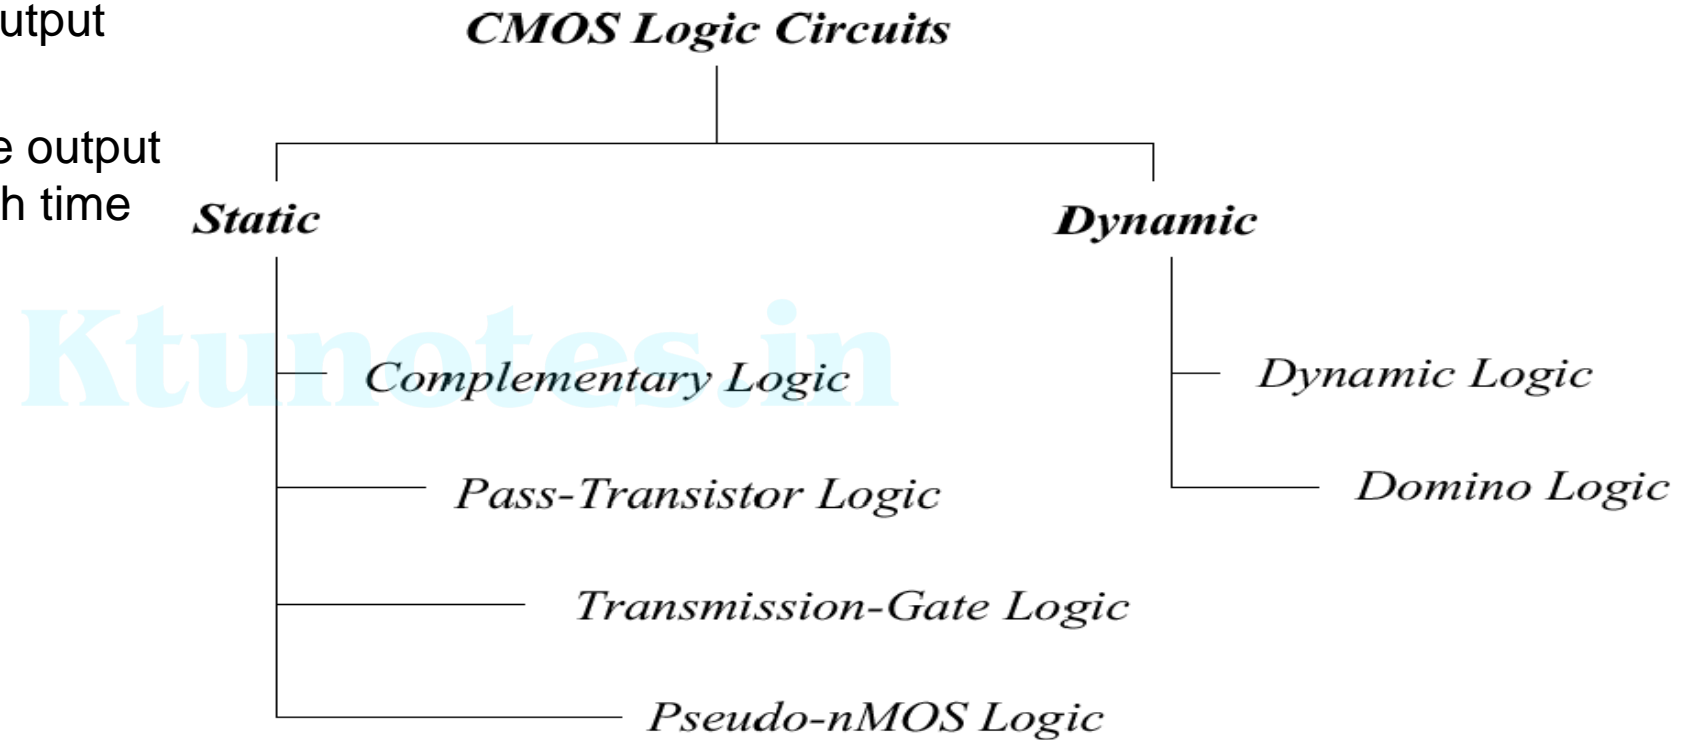 utput
CMOS Logic Circuits
e output
h time
Static
Dynamic
Ktunotes.in
Complementary Logic
Dynamic Logic
Pass-Transistor Logic
Domino Logic
Transmission-Gate Logic
Pseudo-nMOS Logic